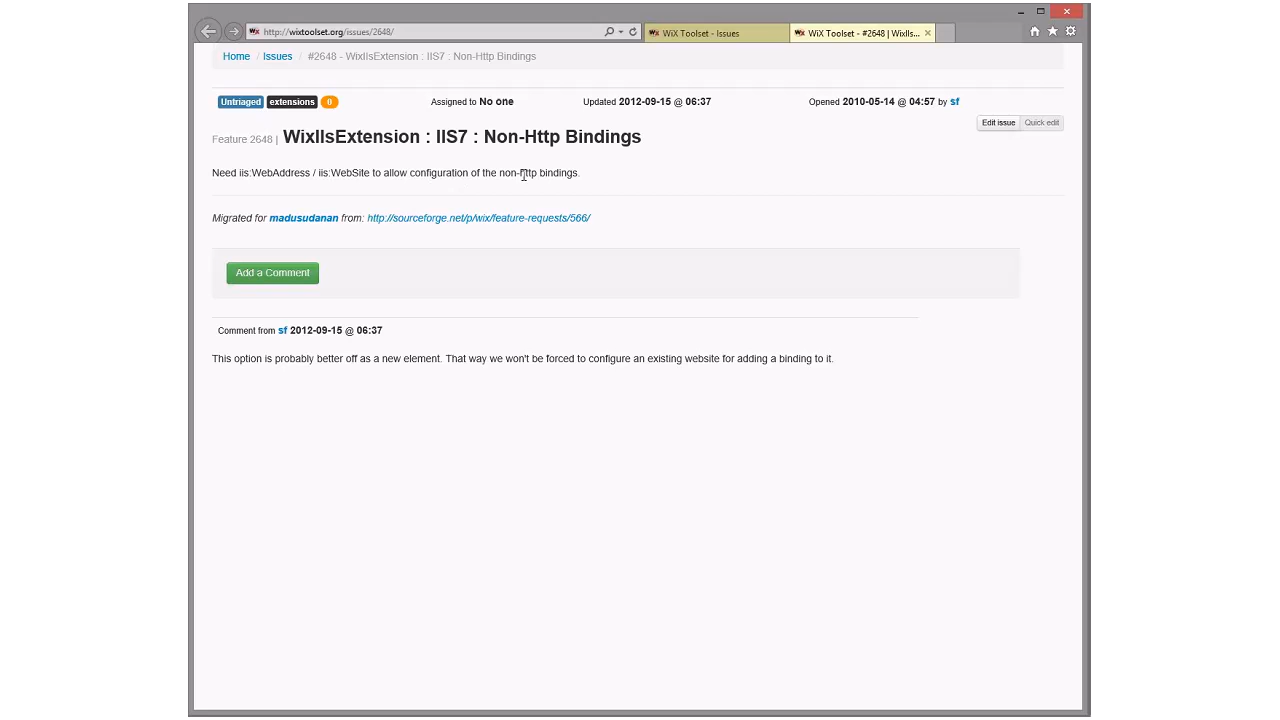 http://wixtoolset.org/issues/2648/
WiX Toolset - Issues
WiX Toolset - #2648 | WixIIs...
Home / Issues / #2648 - WixIIsExtension : IIS7 : Non-Http Bindings
Untriaged extensions 0 Assigned to No one Updated 2012-09-15 @ 06:37 Opened 2010-05-14 @ 04:57 by sf
Edit issue Quick edit
Feature 2648 | WixIIsExtension : IIS7 : Non-Http Bindings
Need iis:WebAddress / iis:WebSite to allow configuration of the non-http bindings.
Migrated for madusudanan from: http://sourceforge.net/p/wix/feature-requests/566/
Add a Comment
Comment from sf 2012-09-15 @ 06:37
This option is probably better off as a new element. That way we won't be forced to configure an existing website for adding a binding to it.